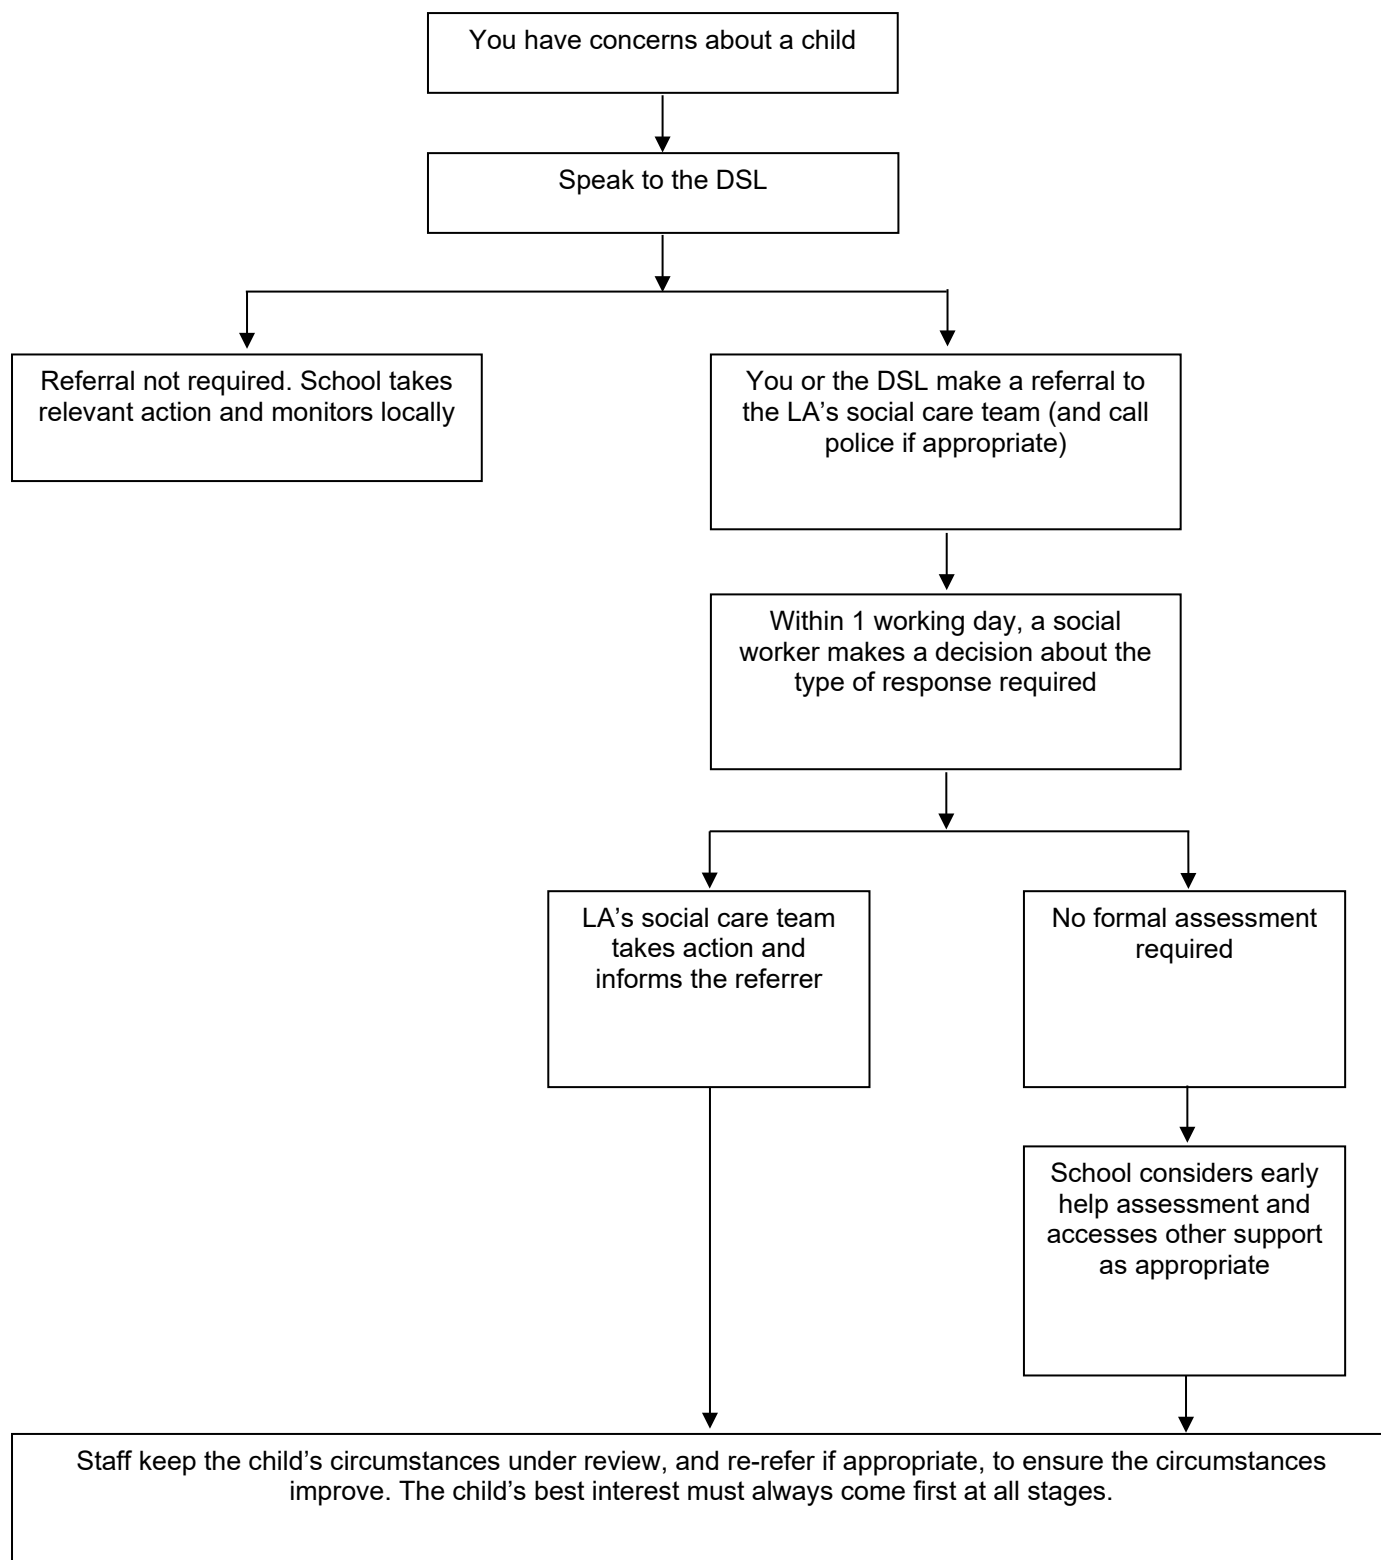 You have concerns about a child
Speak to the DSL
Referral not required. School takes
relevant action and monitors locally
You or the DSL make a referral to
the LA’s social care team (and call
police if appropriate)
Within 1 working day, a social
worker makes a decision about the
type of response required
LA’s social care team
takes action and
informs the referrer
No formal assessment
required
School considers early
help assessment and
accesses other support
as appropriate
Staff keep the child’s circumstances under review, and re-refer if appropriate, to ensure the circumstances
improve. The child’s best interest must always come first at all stages.